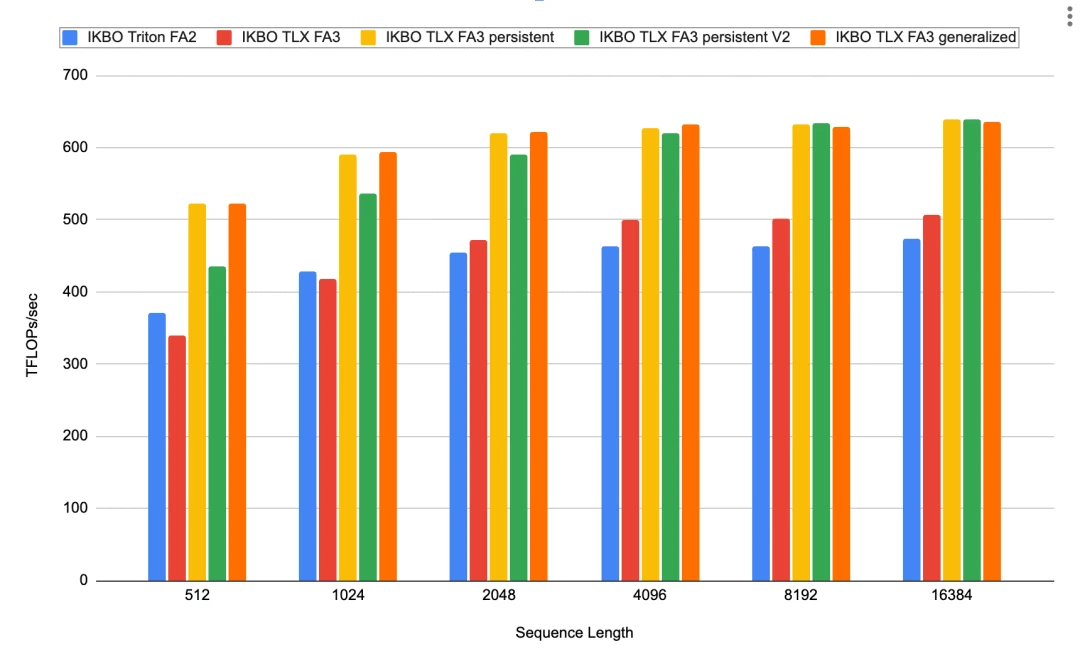 IKBO Triton FA2 IKBO TLX FA3 IKBO TLX FA3 persistent IKBO TLX FA3 persistent V2 IKBO TLX FA3 generalized
700
600
500
400
300
200
100
0
TFLOPs/sec
512 1024 2048 4096 8192 16384
Sequence Length